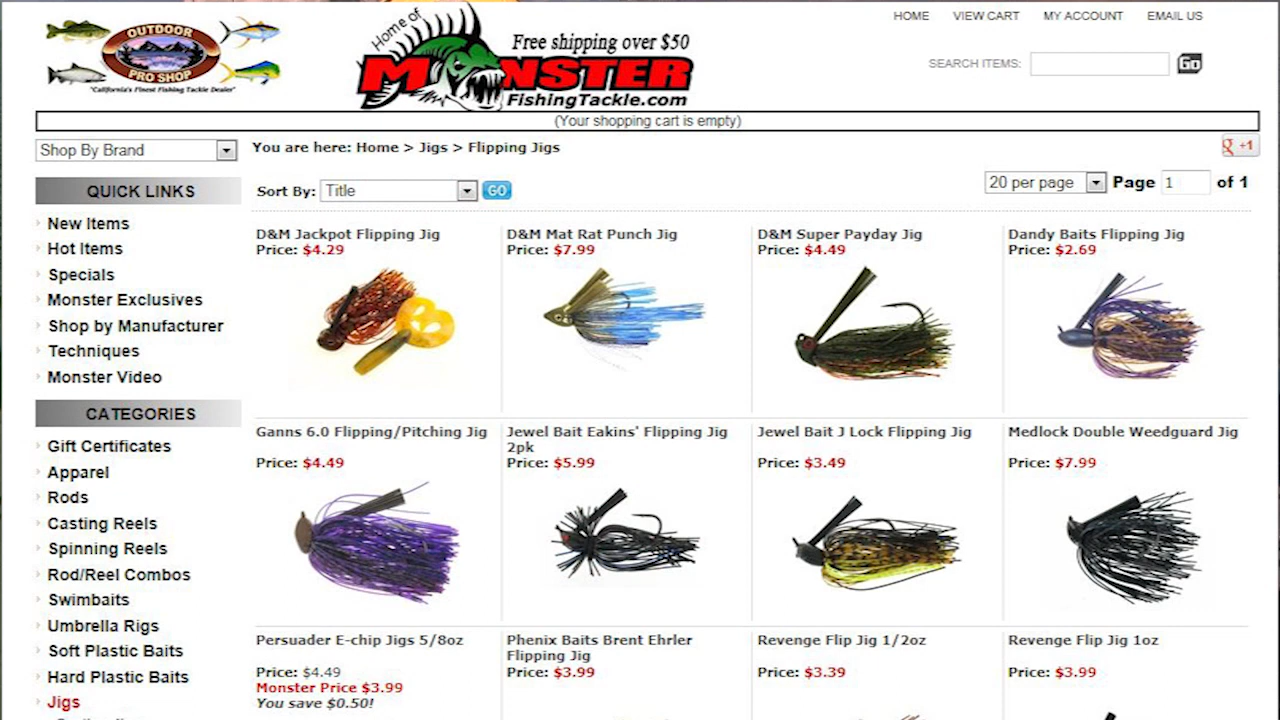 OUTDOOR
PRO SHOP
"California's Finest Fishing Tackle Dealer"
Home of
Free shipping over $50
MONSTER
FishingTackle.com
HOME VIEW CART MY ACCOUNT EMAIL US
SEARCH ITEMS: Go
(Your shopping cart is empty)
Shop By Brand
You are here: Home > Jigs > Flipping Jigs
g +1
Sort By: Title GO
20 per page Page 1 of 1
QUICK LINKS
New Items
Hot Items
Specials
Monster Exclusives
Shop by Manufacturer
Techniques
Monster Video
CATEGORIES
Gift Certificates
Apparel
Rods
Casting Reels
Spinning Reels
Rod/Reel Combos
Swimbaits
Umbrella Rigs
Soft Plastic Baits
Hard Plastic Baits
Jigs
D&M Jackpot Flipping Jig
Price: $4.29
D&M Mat Rat Punch Jig
Price: $7.99
D&M Super Payday Jig
Price: $4.49
Dandy Baits Flipping Jig
Price: $2.69
Ganns 6.0 Flipping/Pitching Jig
Price: $4.49
Jewel Bait Eakins' Flipping Jig
2pk
Price: $5.99
Jewel Bait J Lock Flipping Jig
Price: $3.49
Medlock Double Weedguard Jig
Price: $7.99
Persuader E-chip Jigs 5/8oz
Price: $4.49
Monster Price $3.99
You save $0.50!
Phenix Baits Brent Ehrler
Flipping Jig
Price: $3.99
Revenge Flip Jig 1/2oz
Price: $3.39
Revenge Flip Jig 1oz
Price: $3.99